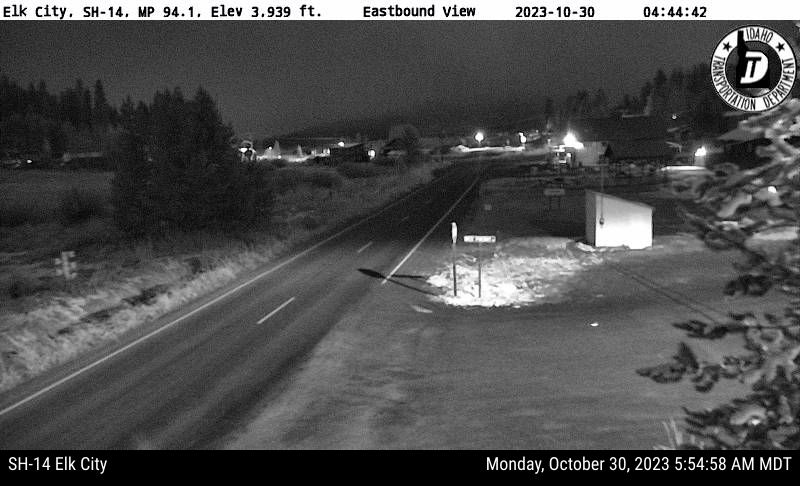 Elk City, SH-14, MP 94.1, Elev 3,939 ft. Eastbound View 2023-10-30 04:44:42
IDAHO
TRANSPORTATION DEPARTMENT
SH-14 Elk City Monday, October 30, 2023 5:54:58 AM MDT